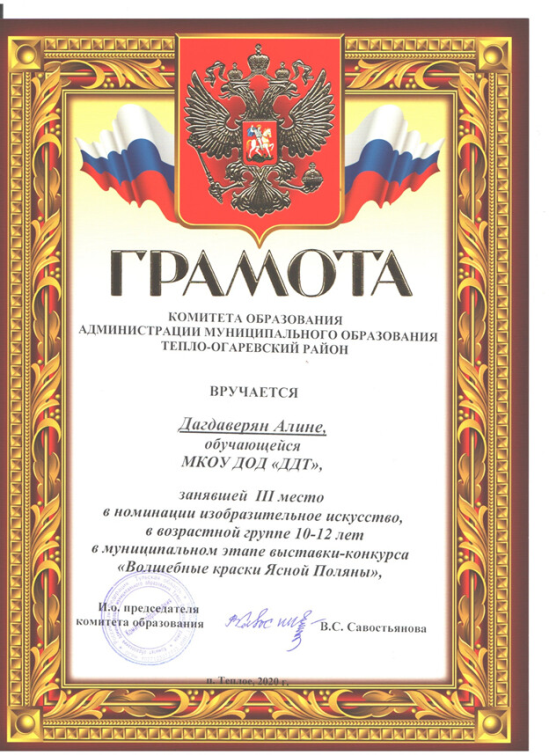 ГРАМОТА
КОМИТЕТА ОБРАЗОВАНИЯ
АДМИНИСТРАЦИИ МУНИЦИПАЛЬНОГО ОБРАЗОВАНИЯ
ТЕПЛО-ОГАРЕВСКИЙ РАЙОН
ВРУЧАЕТСЯ
Дагдаверян Алине,
обучающейся
МКОУ ДОД «ДДТ»,
занявшей III место
в номинации изобразительное искусство,
в возрастной группе 10-12 лет
в муниципальном этапе выставки-конкурса
«Волшебные краски Ясной Поляны»,
И.о. председателя
комитета образования
В.С. Савостьянова
п. Теплое, 2020 г.